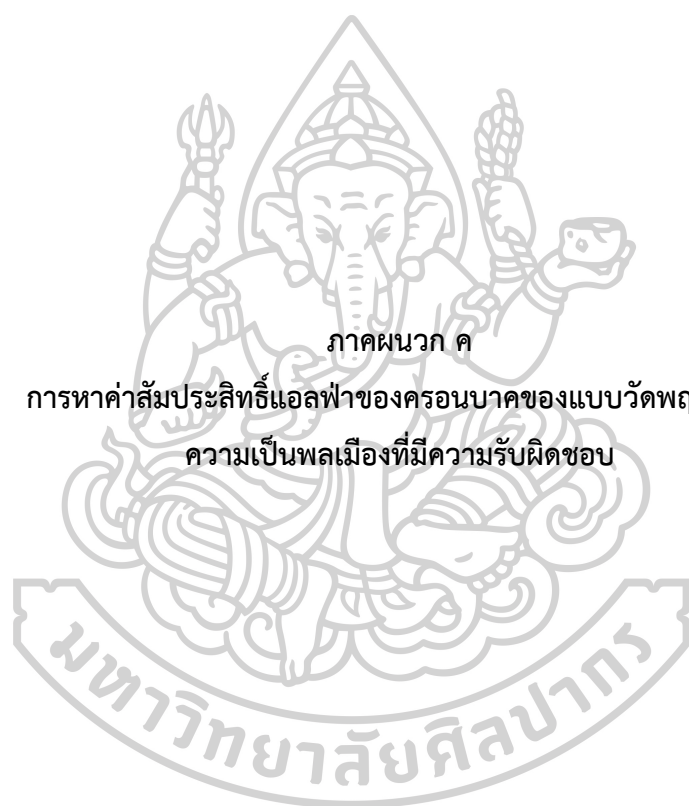 ภาคผนวก ค
การหาค่าสัมประสิทธิ์แอลฟ่าของครอนบาคของแบบวัดพฤ
ความเป็นพลเมืองที่มีความรับผิดชอบ
มหาวิทยาลัยศิลปากร